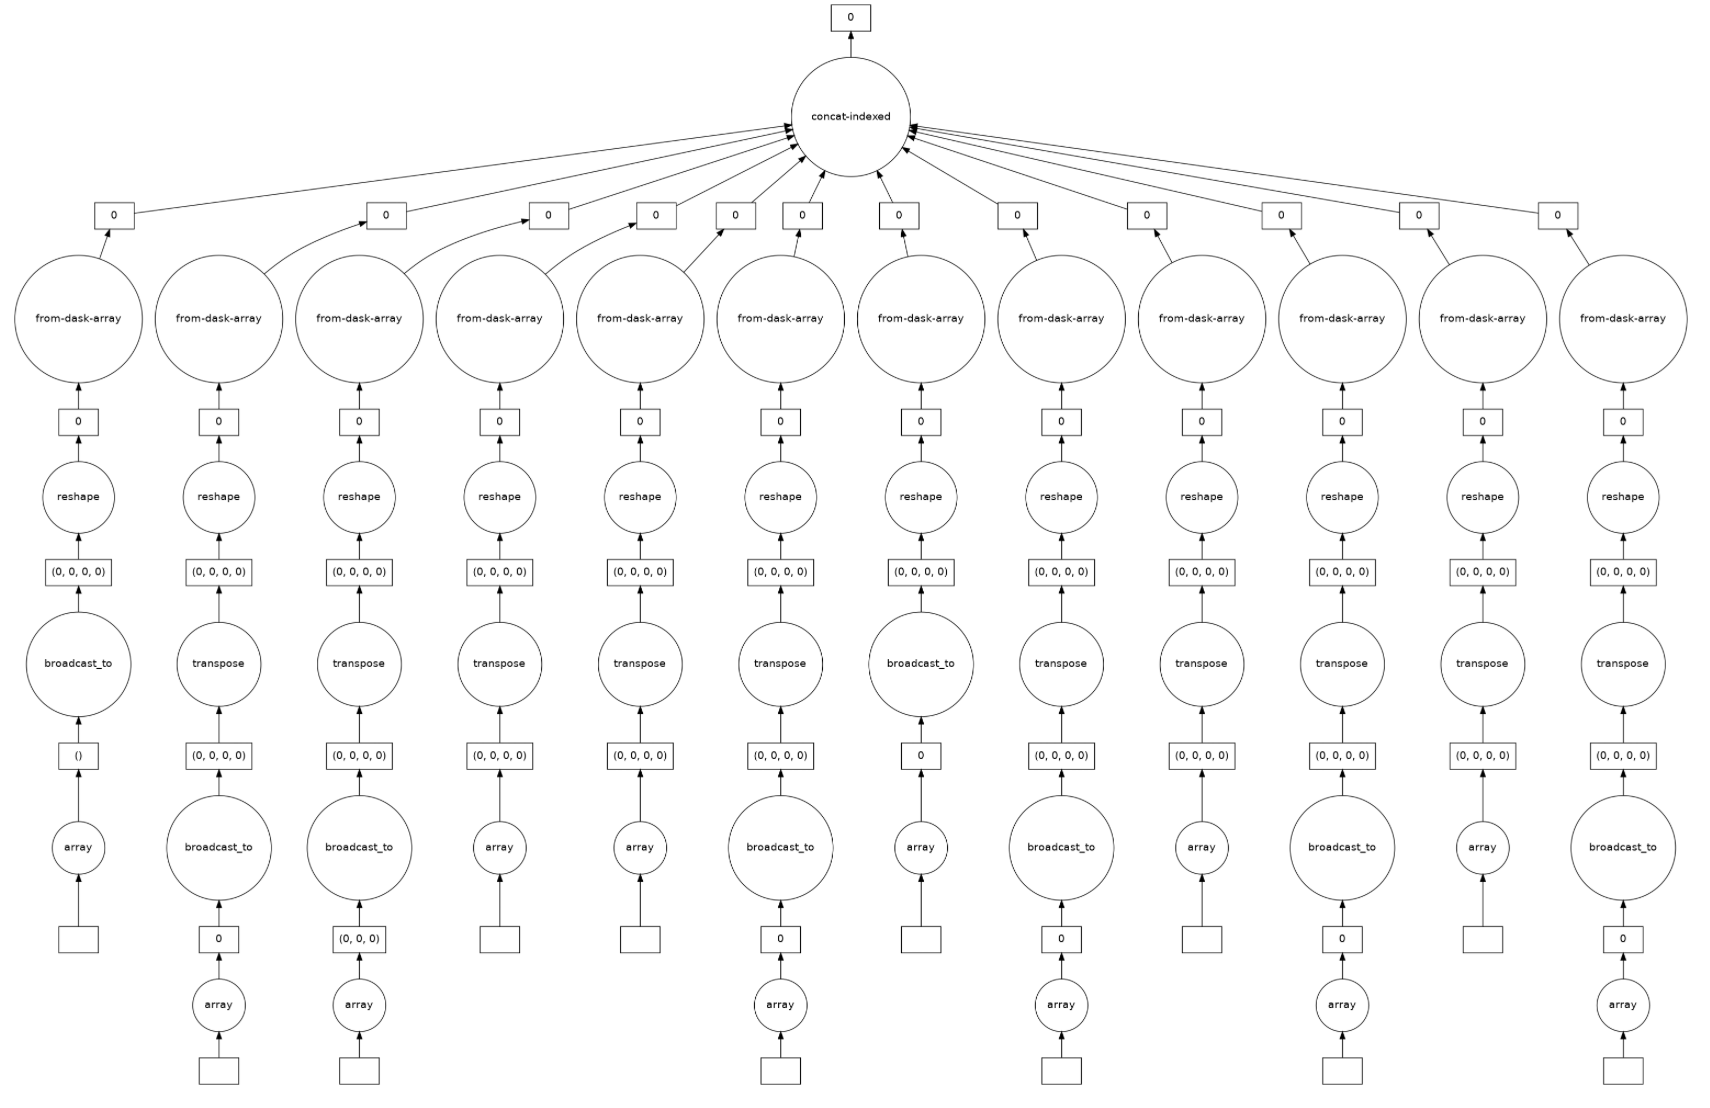 0
concat-indexed
0 0 0 0 0 0 0 0 0 0 0 0
from-dask-array from-dask-array from-dask-array from-dask-array from-dask-array from-dask-array from-dask-array from-dask-array from-dask-array from-dask-array from-dask-array from-dask-array
0 0 0 0 0 0 0 0 0 0 0 0
reshape reshape reshape reshape reshape reshape reshape reshape reshape reshape reshape reshape
(0, 0, 0, 0) (0, 0, 0, 0) (0, 0, 0, 0) (0, 0, 0, 0) (0, 0, 0, 0) (0, 0, 0, 0) (0, 0, 0, 0) (0, 0, 0, 0) (0, 0, 0, 0) (0, 0, 0, 0) (0, 0, 0, 0) (0, 0, 0, 0)
broadcast_to transpose transpose transpose transpose transpose broadcast_to transpose transpose transpose transpose transpose
() (0, 0, 0, 0) (0, 0, 0, 0) (0, 0, 0, 0) (0, 0, 0, 0) (0, 0, 0, 0) 0 (0, 0, 0, 0) (0, 0, 0, 0) (0, 0, 0, 0) (0, 0, 0, 0) (0, 0, 0, 0)
array broadcast_to broadcast_to array array broadcast_to array broadcast_to array broadcast_to array broadcast_to
0 (0, 0, 0) 0 0 0 0
array array array array array array